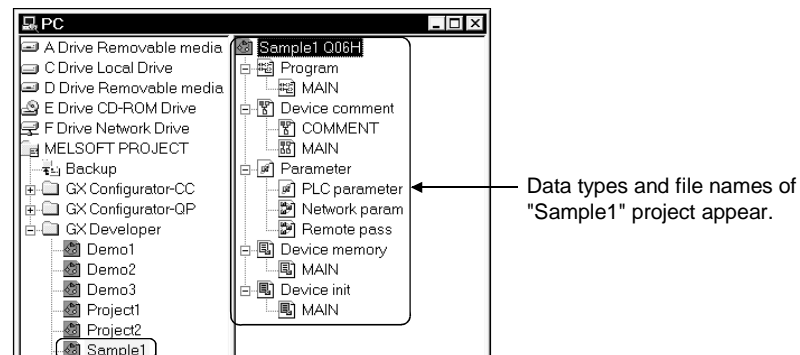 PC
A Drive Removable media
C Drive Local Drive
D Drive Removable media
E Drive CD-ROM Drive
F Drive Network Drive
MELSOFT PROJECT
Backup
GX Configurator-CC
GX Configurator-QP
GX Developer
Demo1
Demo2
Demo3
Project1
Project2
Sample1
Sample1 Q06H
Program
MAIN
Device comment
COMMENT
MAIN
Parameter
PLC parameter
Network param
Remote pass
Device memory
MAIN
Device init
MAIN
Data types and file names of
"Sample1" project appear.